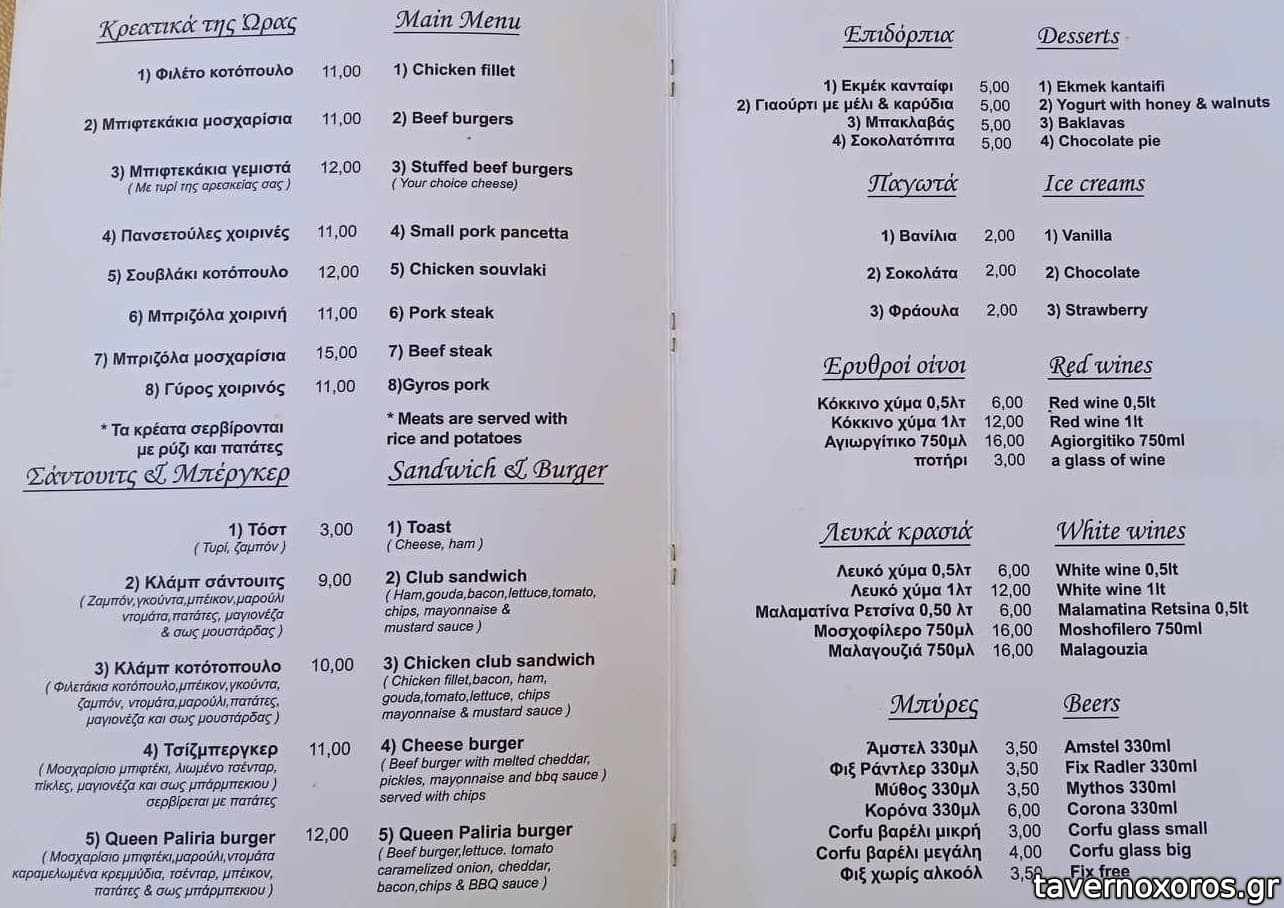 Κρεατικά της Ώρας Main Menu
1) Φιλέτο κοτόπουλο 11,00 1) Chicken fillet
2) Μπιφτεκάκια μοσχαρίσια 11,00 2) Beef burgers
3) Μπιφτεκάκια γεμιστά 12,00 3) Stuffed beef burgers
( Με τυρί της αρεσκείας σας ) ( Your choice cheese)
4) Πανσετούλες χοιρινές 11,00 4) Small pork pancetta
5) Σουβλάκι κοτόπουλο 12,00 5) Chicken souvlaki
6) Μπριζόλα χοιρινή 11,00 6) Pork steak
7) Μπριζόλα μοσχαρίσια 15,00 7) Beef steak
8) Γύρος χοιρινός 11,00 8)Gyros pork
* Τα κρέατα σερβίρονται * Meats are served with
με ρύζι και πατάτες rice and potatoes
Σάντουιτς & Μπέργκερ Sandwich & Burger
1) Τόστ 3,00 1) Toast
( Τυρί, ζαμπόν ) ( Cheese, ham )
2) Κλάμπ σάντουιτς 9,00 2) Club sandwich
( Ζαμπόν,γκούντα,μπέικον,μαρούλι ( Ham,gouda,bacon,lettuce,tomato,
ντομάτα,πατάτες, μαγιονέζα chips, mayonnaise &
& σως μουστάρδας ) mustard sauce )
3) Κλάμπ κοτότοπουλο 10,00 3) Chicken club sandwich
( Φιλετάκια κοτόπουλο,μπέικον,γκούντα, ( Chicken fillet,bacon, ham,
ζαμπόν, ντομάτα,μαρούλι,πατάτες, gouda,tomato,lettuce, chips
μαγιονέζα και σως μουστάρδας ) mayonnaise & mustard sauce )
4) Τσίζμπεργκερ 11,00 4) Cheese burger
( Μοσχαρίσιο μπιφτέκι, λιωμένο τσένταρ, ( Beef burger with melted cheddar,
πίκλες, μαγιονέζα και σως μπάρμπεκιου ) pickles, mayonnaise and bbq sauce )
σερβίρεται με πατάτες served with chips
5) Queen Paliria burger 12,00 5) Queen Paliria burger
( Μοσχαρίσιο μπιφτέκι,μαρούλι,ντομάτα ( Beef burger,lettuce. tomato
καραμελωμένα κρεμμύδια, τσένταρ, μπέικον, caramelized onion, cheddar,
πατάτες & σως μπάρμπεκιου ) bacon,chips & BBQ sauce )
Επιδόρπια Desserts
1) Εκμέκ κανταίφι 5,00 1) Ekmek kantaifi
2) Γιαούρτι με μέλι & καρύδια 5,00 2) Yogurt with honey & walnuts
3) Μπακλαβάς 5,00 3) Baklavas
4) Σοκολατόπιτα 5,00 4) Chocolate pie
Παγωτά Ice creams
1) Βανίλια 2,00 1) Vanilla
2) Σοκολάτα 2,00 2) Chocolate
3) Φράουλα 2,00 3) Strawberry
Ερυθροί οίνοι Red wines
Κόκκινο χύμα 0,5λτ 6,00 Red wine 0,5lt
Κόκκινο χύμα 1λτ 12,00 Red wine 1lt
Αγιωργίτικο 750μλ 16,00 Agiorgitiko 750ml
ποτήρι 3,00 a glass of wine
Λευκά κρασιά White wines
Λευκό χύμα 0,5λτ 6,00 White wine 0,5lt
Λευκό χύμα 1λτ 12,00 White wine 1lt
Μαλαματίνα Ρετσίνα 0,50 λτ 6,00 Malamatina Retsina 0,5lt
Μοσχοφίλερο 750μλ 16,00 Moshofilero 750ml
Μαλαγουζιά 750μλ 16,00 Malagouzia
Μπύρες Beers
Άμστελ 330μλ 3,50 Amstel 330ml
Φιξ Ράντλερ 330μλ 3,50 Fix Radler 330ml
Μύθος 330μλ 3,50 Mythos 330ml
Κορόνα 330μλ 6,00 Corona 330ml
Corfu βαρέλι μικρή 3,00 Corfu glass small
Corfu βαρέλι μεγάλη 4,00 Corfu glass big
Φιξ χωρίς αλκοόλ 3,50 Fix free
tavernoxoros.gr